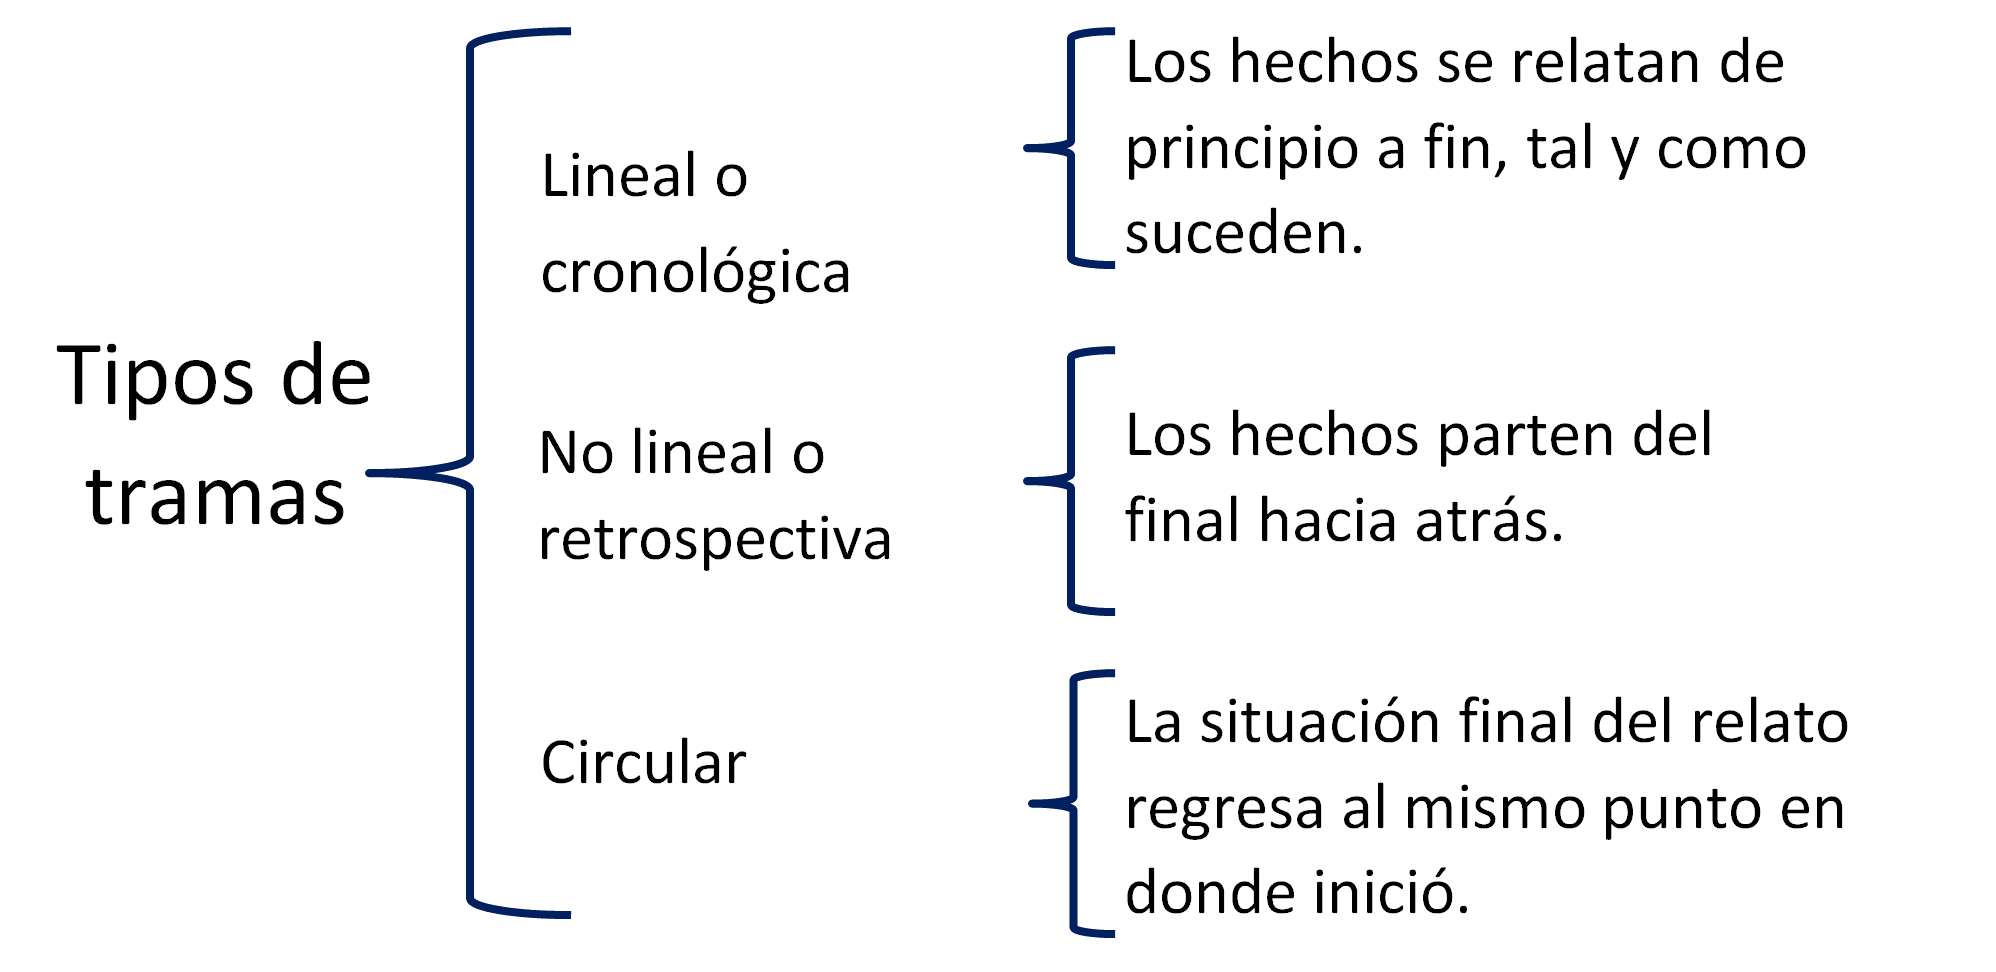 Tipos de
tramas
Lineal o
cronológica
Los hechos se relatan de
principio a fin, tal y como
suceden.
No lineal o
retrospectiva
Los hechos parten del
final hacia atrás.
Circular
La situación final del relato
regresa al mismo punto en
donde inició.